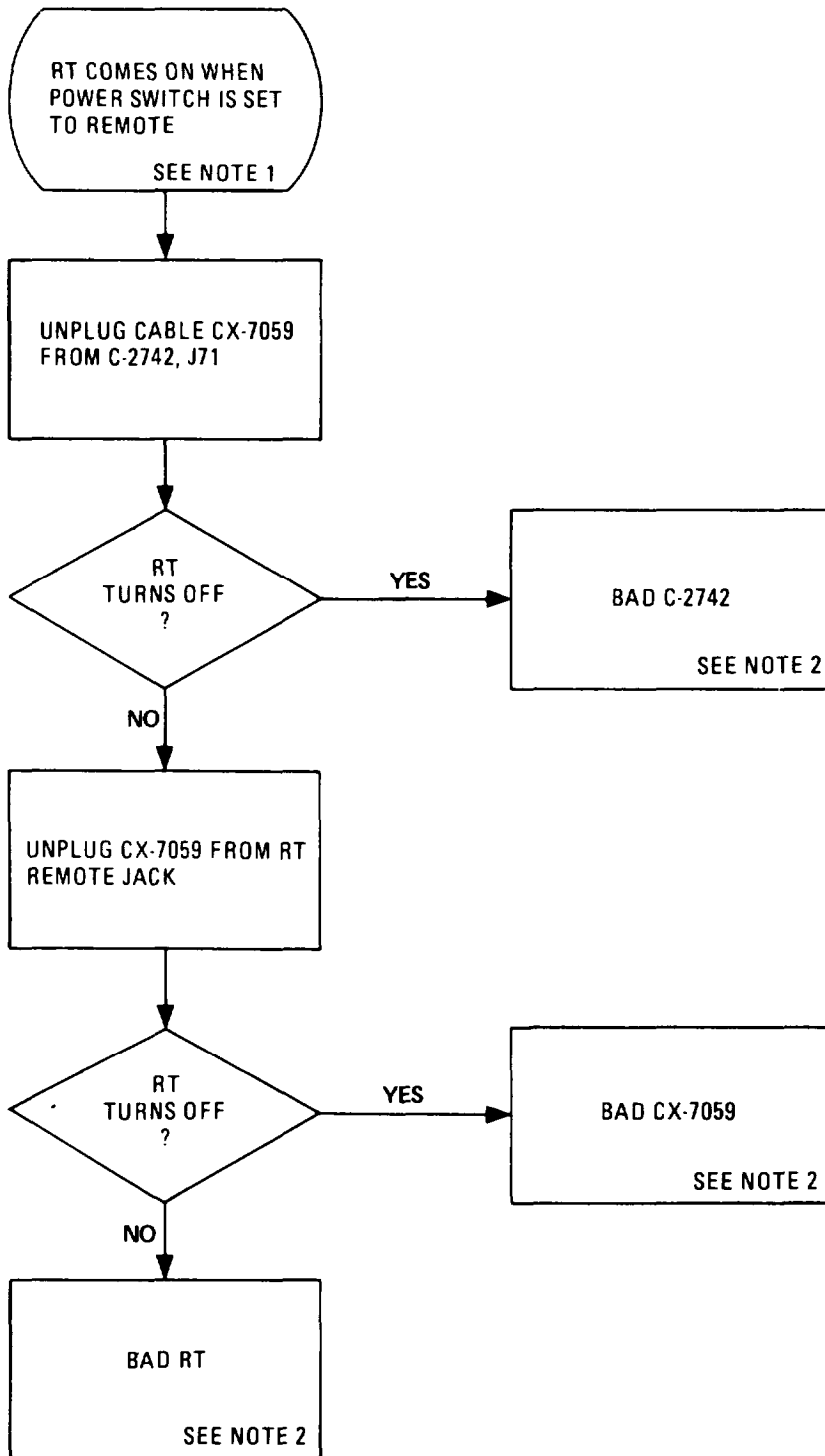 RT COMES ON WHEN
POWER SWITCH IS SET
TO REMOTE
SEE NOTE 1
UNPLUG CABLE CX-7059
FROM C-2742, J71
RT
TURNS OFF
?
YES
BAD C-2742
SEE NOTE 2
NO
UNPLUG CX-7059 FROM RT
REMOTE JACK
RT
TURNS OFF
?
YES
BAD CX-7059
SEE NOTE 2
NO
BAD RT
SEE NOTE 2